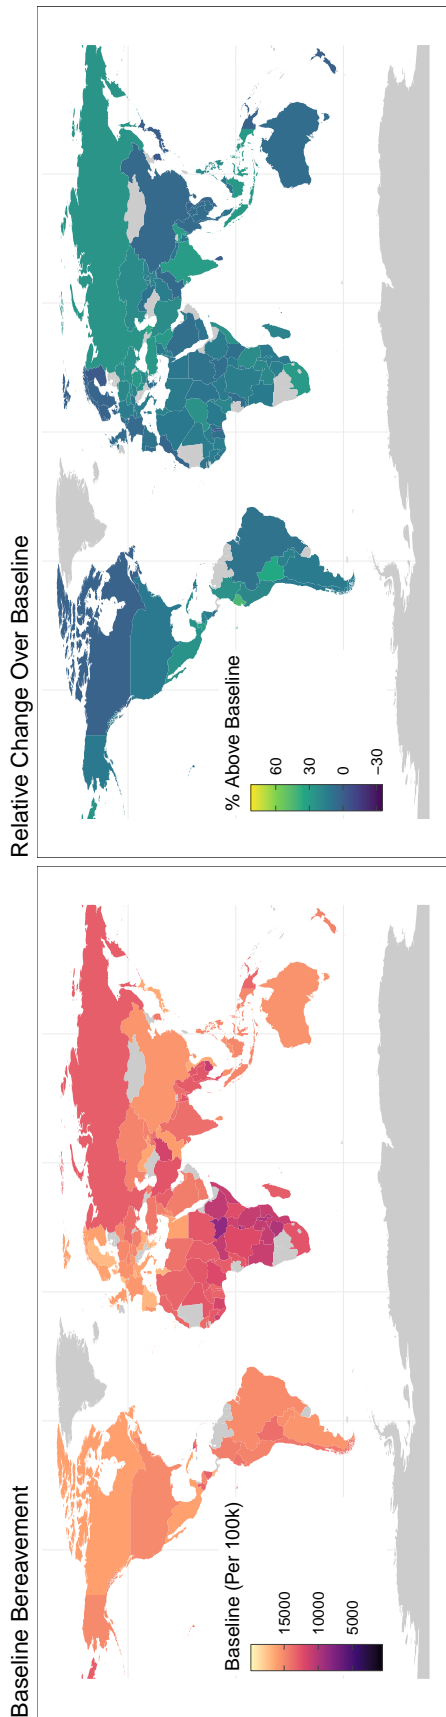 Baseline Bereavement
Baseline (Per 100k)
15000
10000
5000
Relative Change Over Baseline
% Above Baseline
60
30
0
−30